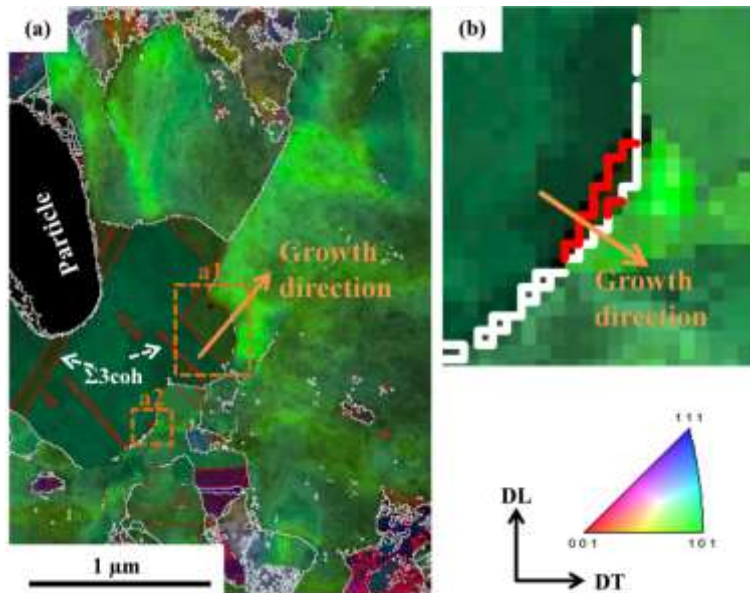 (a)
Particle
a1
Growth
direction
Σ3coh
a2
1 µm
(b)
Growth
direction
DL
DT
111
001
101